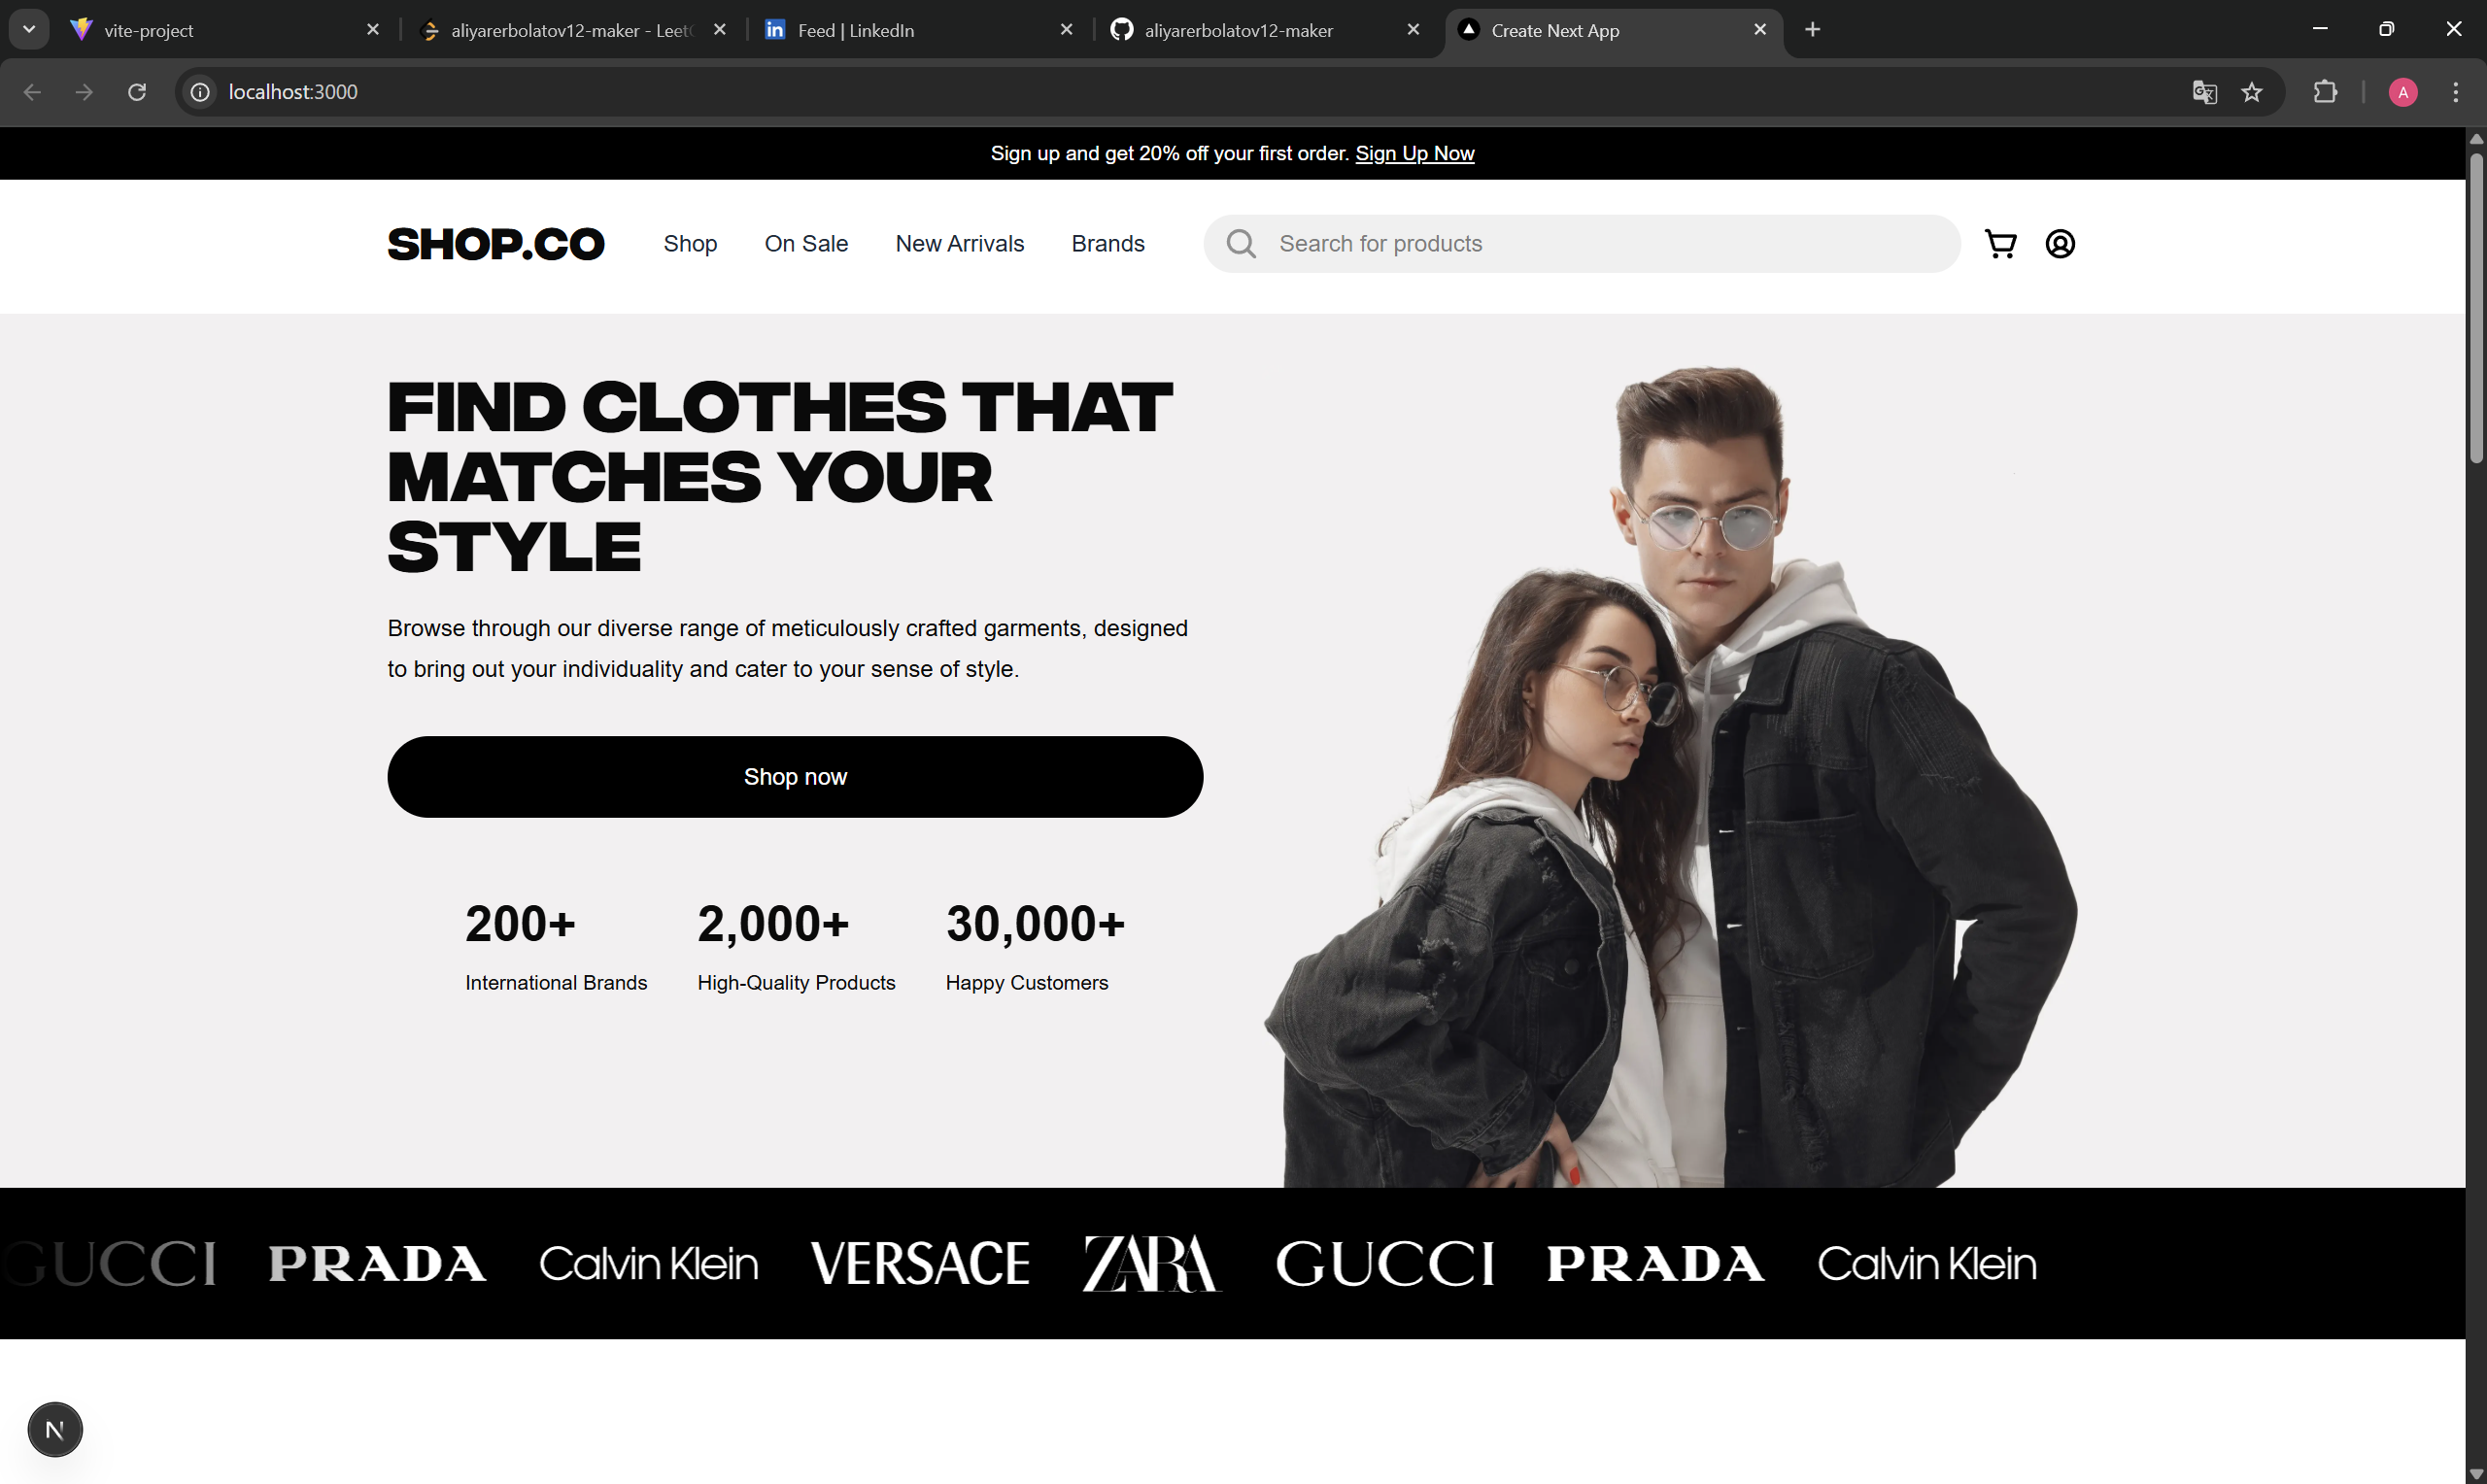 vite-project
aliyarerbolatov12-maker - Leet
Feed | LinkedIn
aliyarerbolatov12-maker
Create Next App
localhost:3000
A
Sign up and get 20% off your first order. Sign Up Now
SHOP.CO
Shop
On Sale
New Arrivals
Brands
Search for products
FIND CLOTHES THAT
MATCHES YOUR
STYLE
Browse through our diverse range of meticulously crafted garments, designed
to bring out your individuality and cater to your sense of style.
Shop now
200+
International Brands
2,000+
High-Quality Products
30,000+
Happy Customers
GUCCI
PRADA
Calvin Klein
VERSACE
ZARA
GUCCI
PRADA
Calvin Klein
N